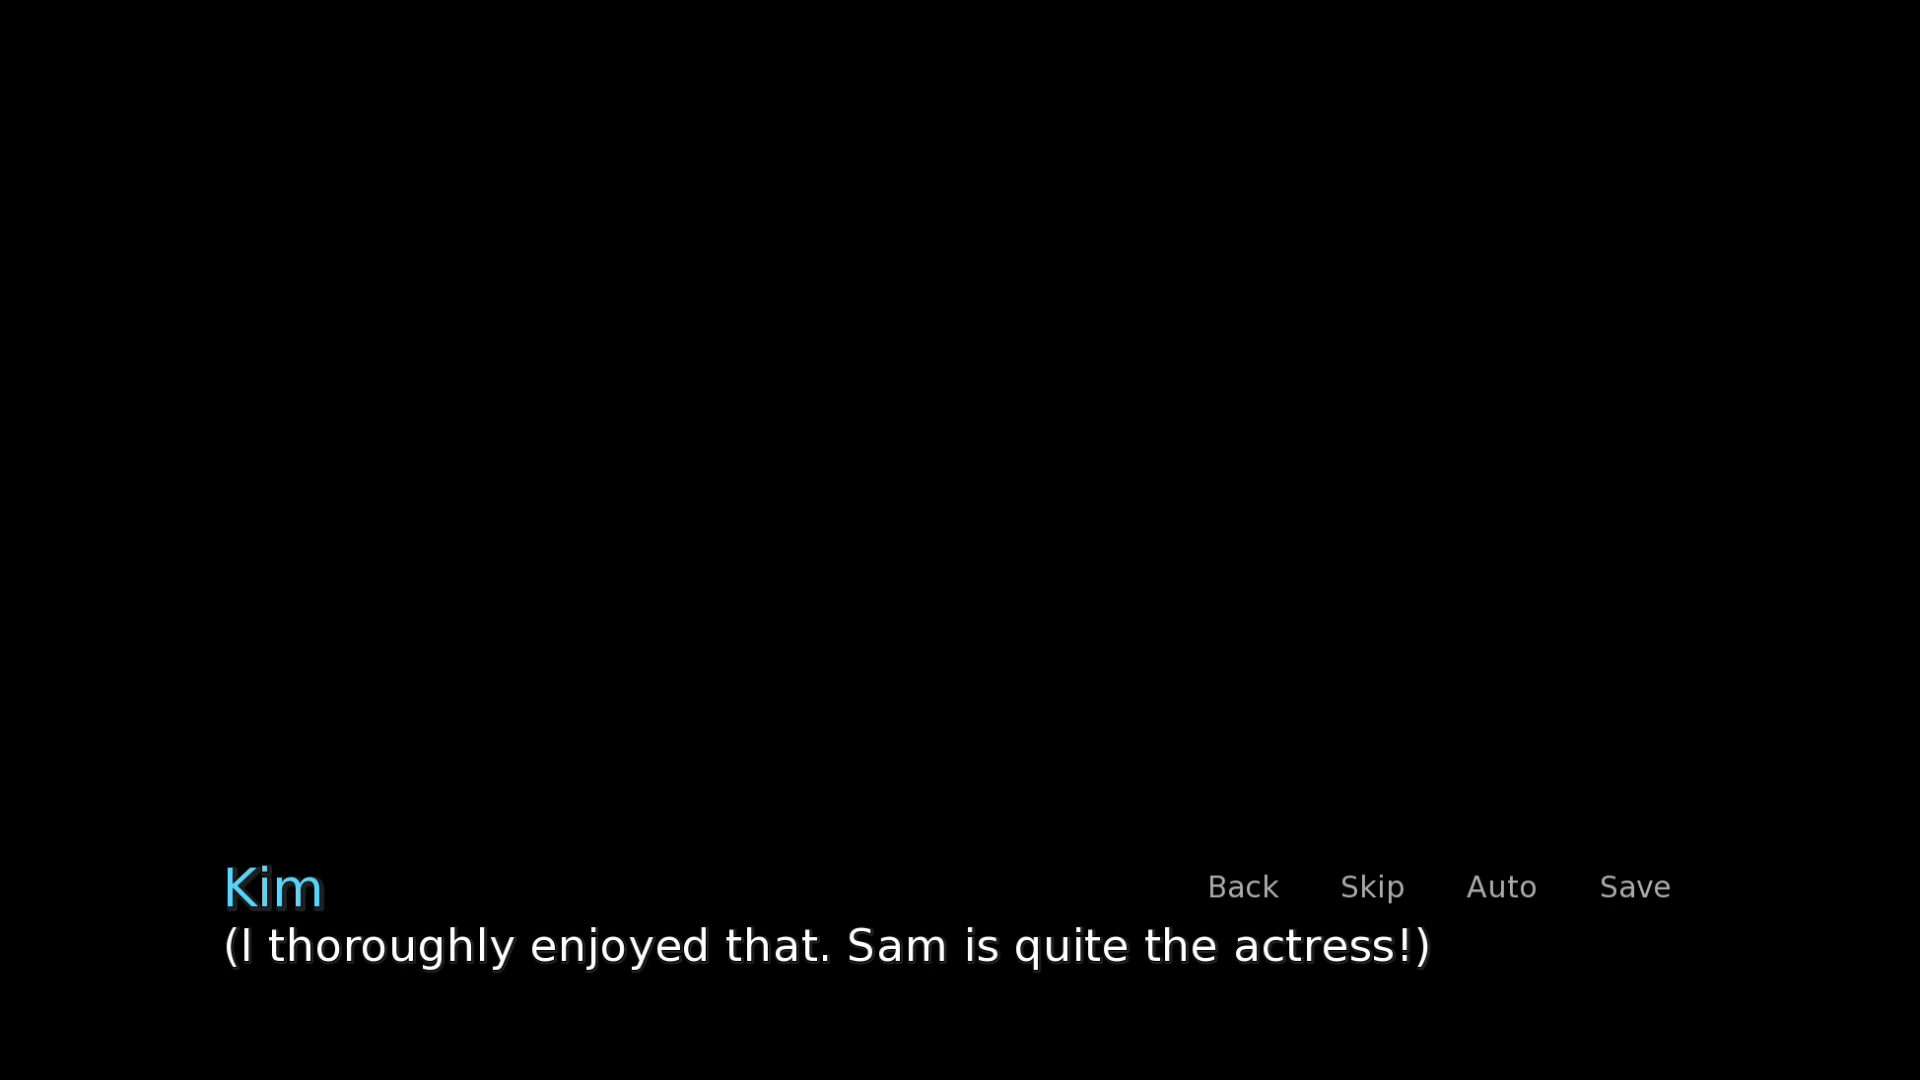 Kim
Back Skip Auto Save
(I thoroughly enjoyed that. Sam is quite the actress!)